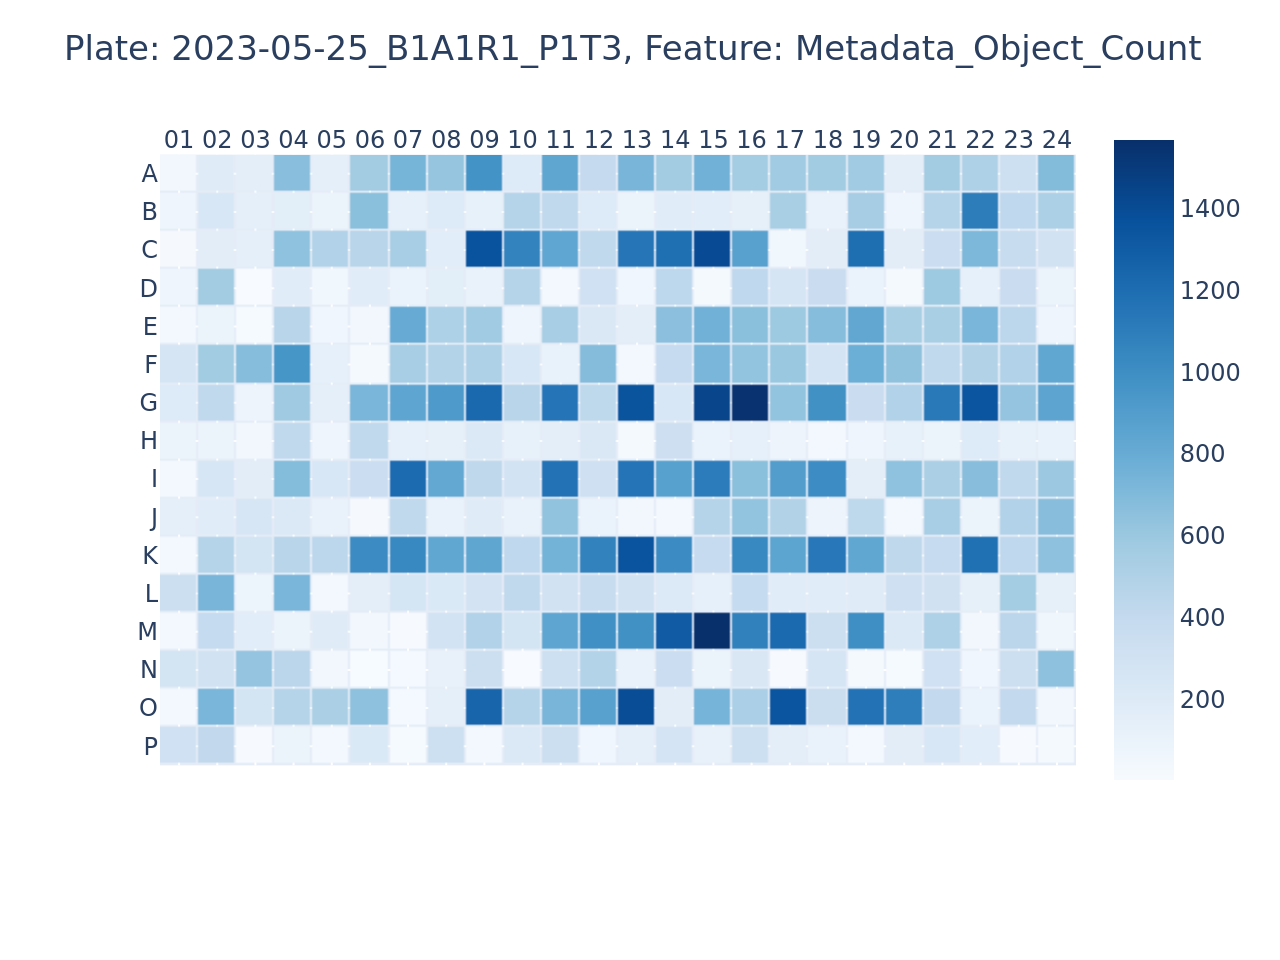 Plate: 2023-05-25_B1A1R1_P1T3, Feature: Metadata_Object_Count
01 02 03 04 05 06 07 08 09 10 11 12 13 14 15 16 17 18 19 20 21 22 23 24
A
B
C
D
E
F
G
H
I
J
K
L
M
N
O
P
1400
1200
1000
800
600
400
200